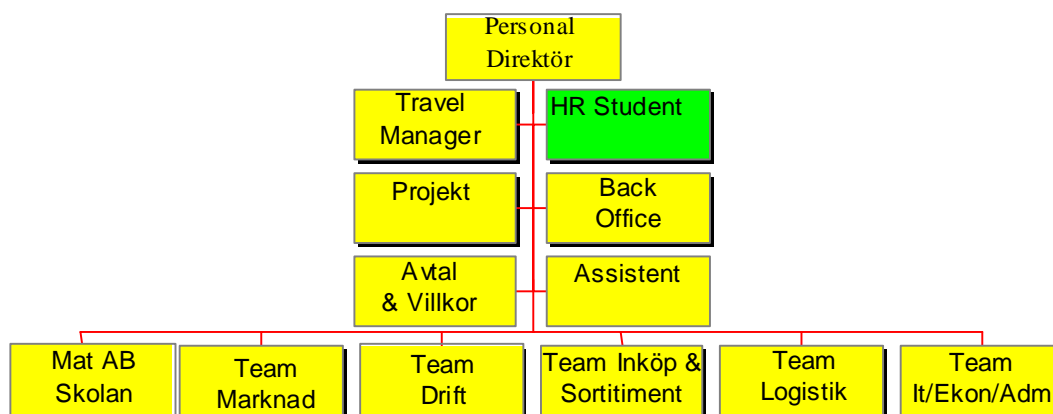 Personal
Direktör
Travel
Manager
HR Student
Projekt
Back
Office
Avtal
& Villkor
Assistent
Mat AB
Skolan
Team
Marknad
Team
Drift
Team Inköp &
Sortitiment
Team
Logistik
Team
It/Ekon/Adm